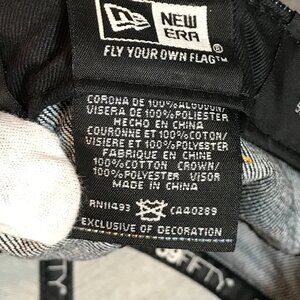 NEW
ERA®
FLY YOUR OWN FLAG™
CORONA DE 100%ALGODON/
VISERA DE 100%POLIESTER
HECHO EN CHINA
COURONNE ET 100%COTON/
VISIERE ET 100%POLYESTER
FABRIQUE EN CHINE
100%COTTON CROWN/
100%POLYESTER VISOR
MADE IN CHINA
RN11493 CA40289
EXCLUSIVE OF DECORATION